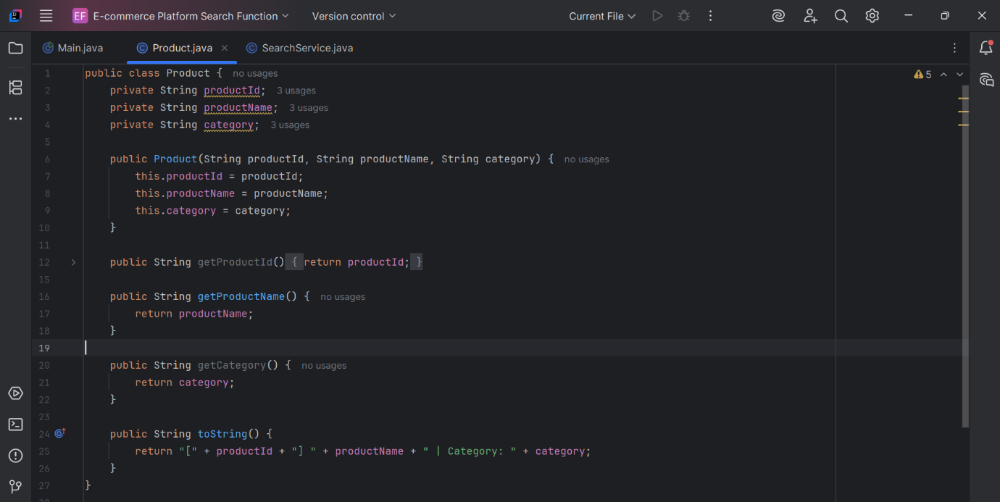 EF E-commerce Platform Search Function Version control Current File
Main.java Product.java SearchService.java
5
1 public class Product { no usages
2 private String productId; 3 usages
3 private String productName; 3 usages
4 private String category; 3 usages
5
6 public Product(String productId, String productName, String category) { no usages
7 this.productId = productId;
8 this.productName = productName;
9 this.category = category;
10 }
11
12 public String getProductId() { return productId; }
15
16 public String getProductName() { no usages
17 return productName;
18 }
19
20 public String getCategory() { no usages
21 return category;
22 }
23
24 public String toString() {
25 return "[" + productId + "] " + productName + " | Category: " + category;
26 }
27 }
28